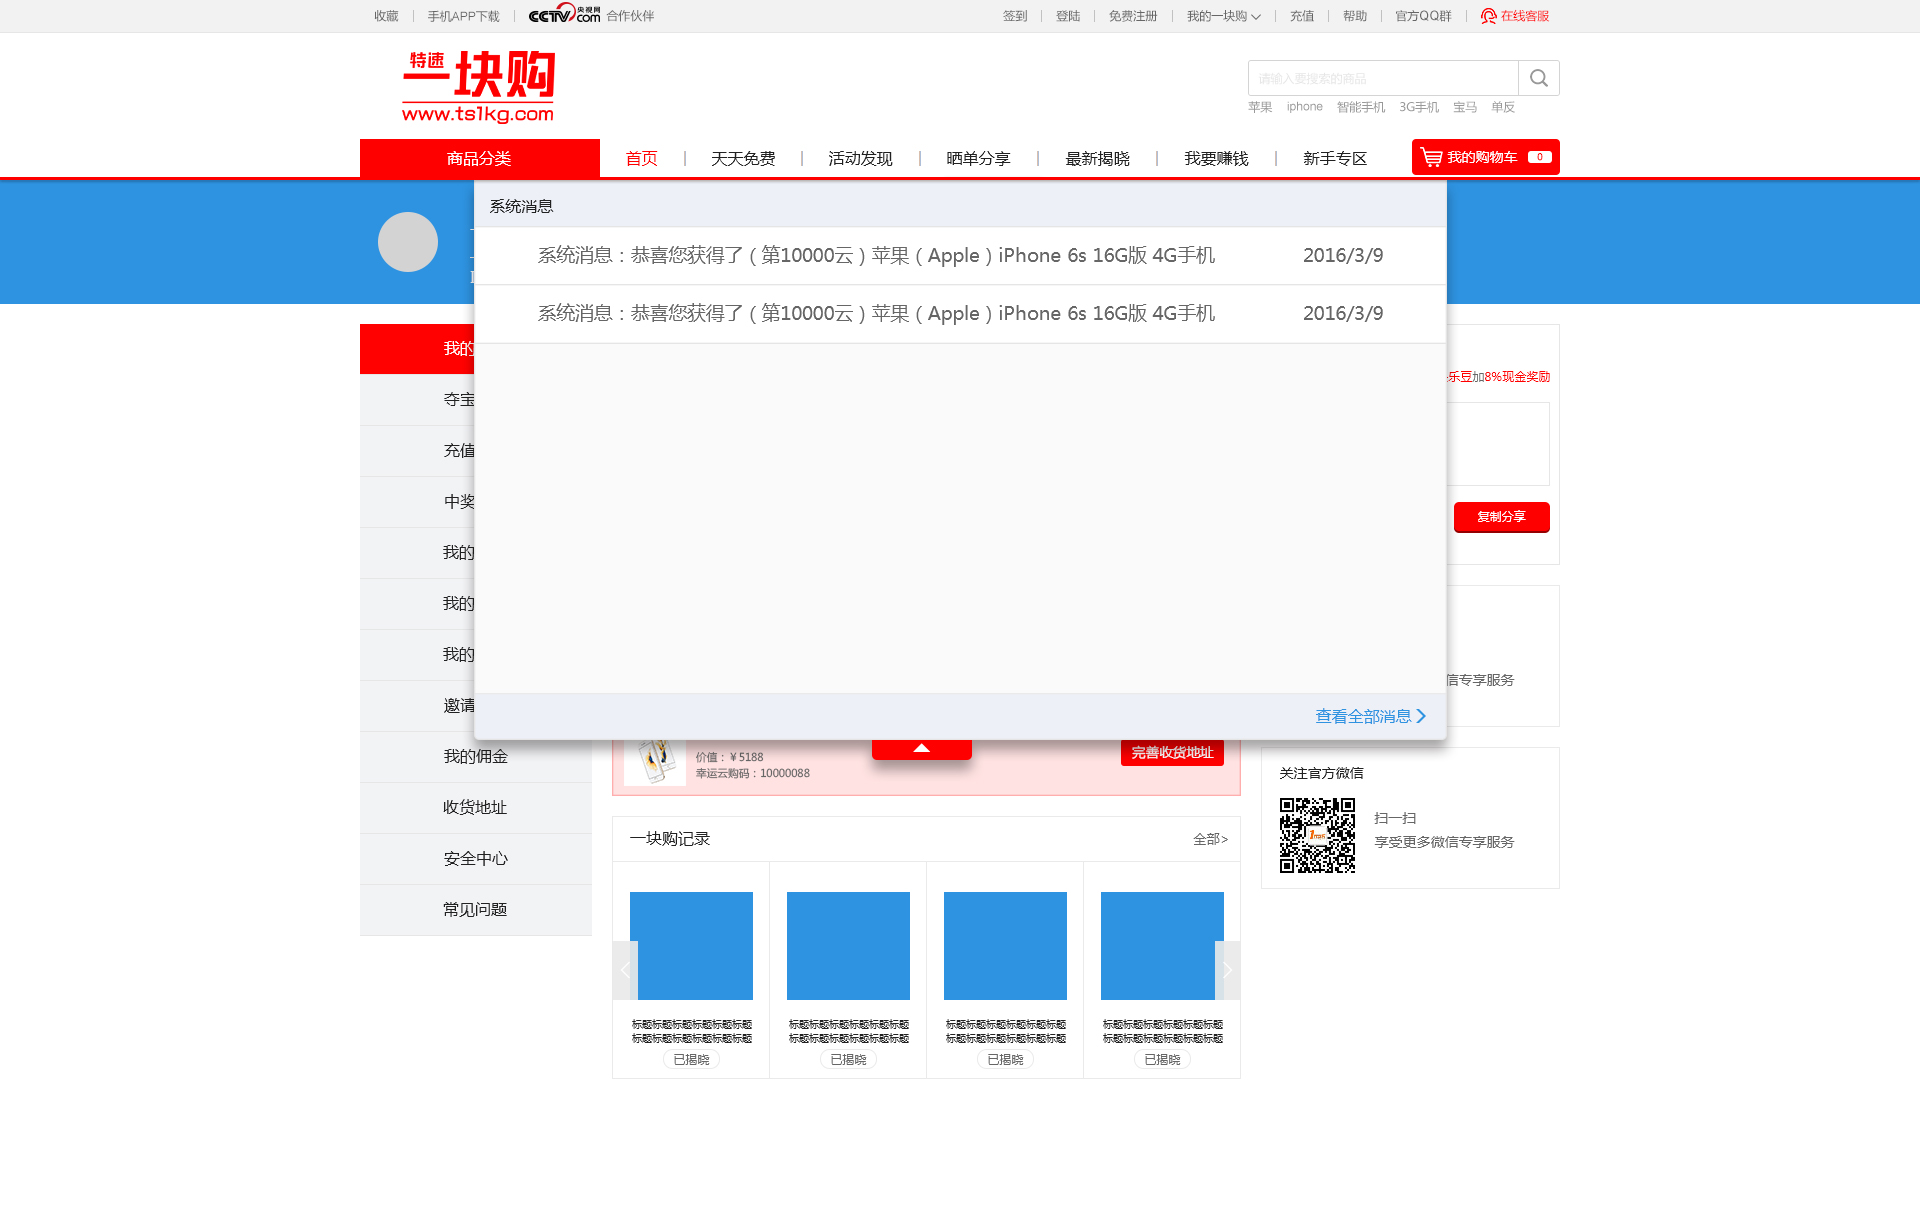 收藏 手机APP下载 CCTV.com 央视网 合作伙伴 签到 登陆 免费注册 我的一块购 充值 帮助 官方QQ群 在线客服
特速
一块购
www.ts1kg.com
请输入要搜索的商品
苹果 iphone 智能手机 3G手机 宝马 单反
商品分类 首页 天天免费 活动发现 晒单分享 最新揭晓 我要赚钱 新手专区 我的购物车 0
系统消息
系统消息：恭喜您获得了（第10000云）苹果（Apple）iPhone 6s 16G版 4G手机 2016/3/9
系统消息：恭喜您获得了（第10000云）苹果（Apple）iPhone 6s 16G版 4G手机 2016/3/9
查看全部消息
我的
夺宝
充值
中奖
我的
我的
我的
邀请
我的佣金
收货地址
安全中心
常见问题
乐豆加8%现金奖励
复制分享
信专享服务
价值：￥5188
幸运云购码：10000088
完善收货地址
关注官方微信
扫一扫
享受更多微信专享服务
一块购记录 全部>
标题标题标题标题标题标题 标题标题标题标题标题标题 标题标题标题标题标题标题 标题标题标题标题标题标题
标题标题标题标题标题标题 标题标题标题标题标题标题 标题标题标题标题标题标题 标题标题标题标题标题标题
已揭晓 已揭晓 已揭晓 已揭晓